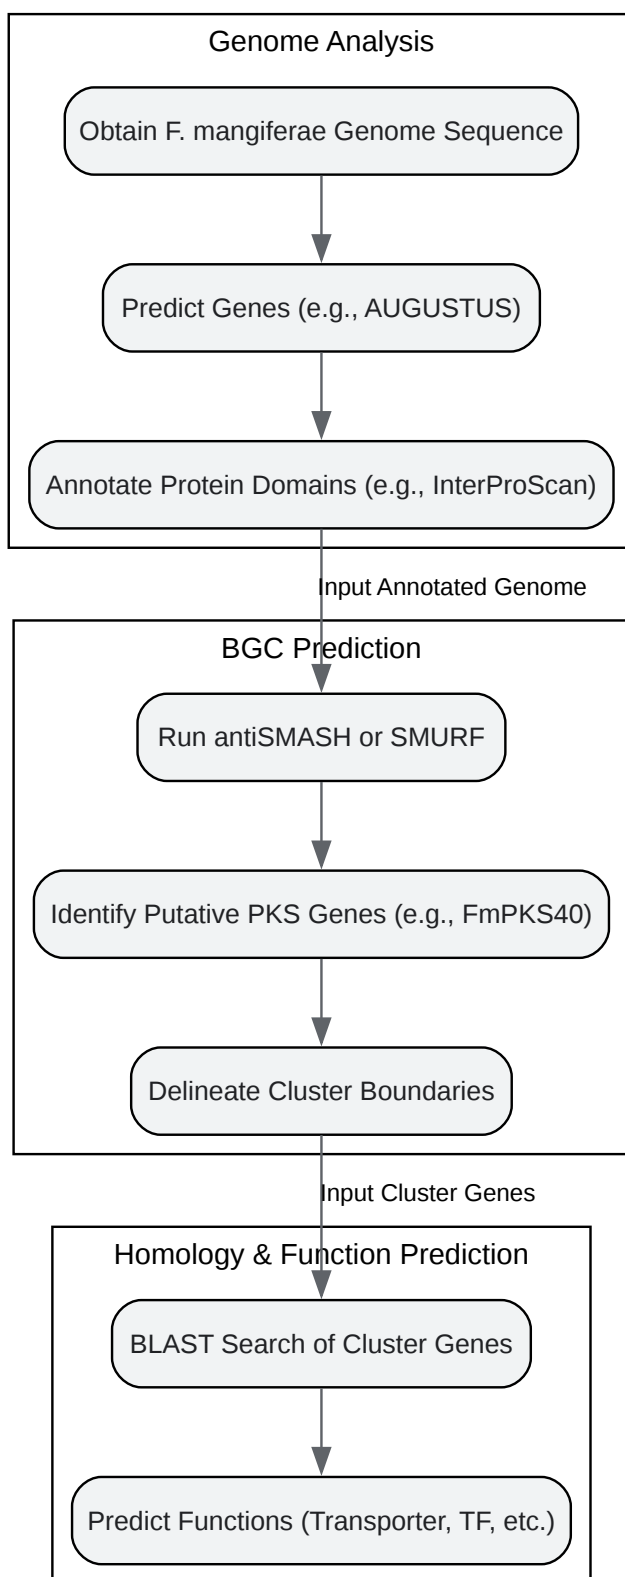 Genome Analysis
Obtain F. mangiferae Genome Sequence
Predict Genes (e.g., AUGUSTUS)
Annotate Protein Domains (e.g., InterProScan)
Input Annotated Genome
BGC Prediction
Run antiSMASH or SMURF
Identify Putative PKS Genes (e.g., FmPKS40)
Delineate Cluster Boundaries
Input Cluster Genes
Homology & Function Prediction
BLAST Search of Cluster Genes
Predict Functions (Transporter, TF, etc.)